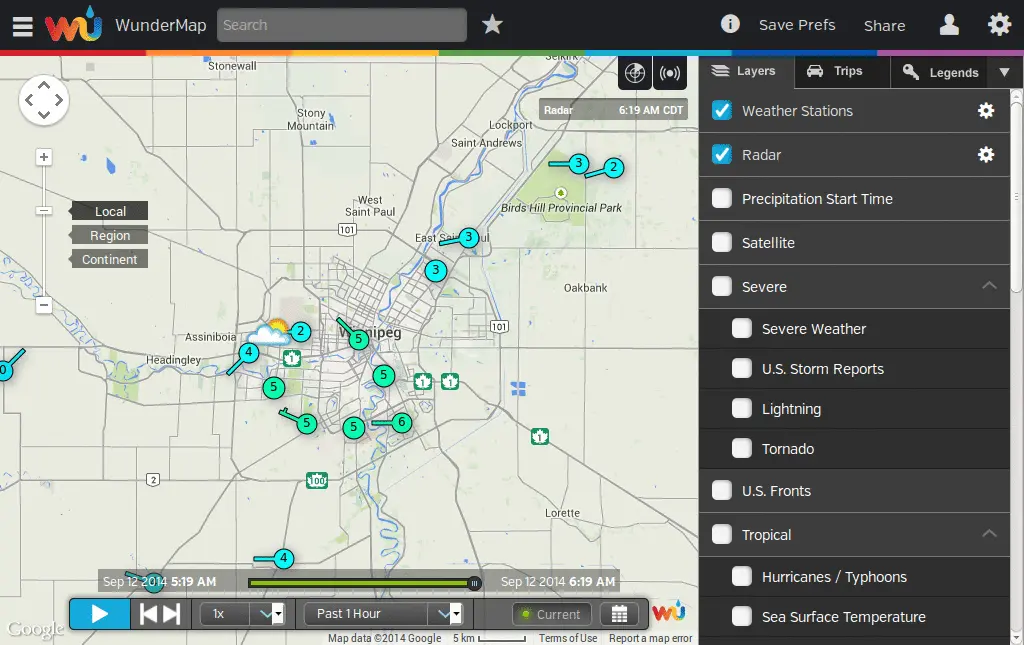 WunderMap
Search
Save Prefs
Share
Stonewall
Selkirk
Layers
Trips
Legends
Radar
6:19 AM CDT
Weather Stations
Stony
Mountain
Lockport
Saint Andrews
Radar
3
2
West
Saint Paul
Birds Hill Provincial Park
Precipitation Start Time
Local
101
Region
East Saint Paul
3
Satellite
Continent
3
Oakbank
Severe
Assiniboia
2
Winnipeg
101
Severe Weather
Headingley
4
5
1
0
U.S. Storm Reports
5
5
1
1
Lightning
5
5
6
1
Tornado
2
100
U.S. Fronts
Lorette
Tropical
4
Sep 12 2014 5:19 AM
Sep 12 2014 6:19 AM
Hurricanes / Typhoons
1x
Past 1 Hour
Current
Sea Surface Temperature
Google
Map data ©2014 Google
5 km
Terms of Use
Report a map error